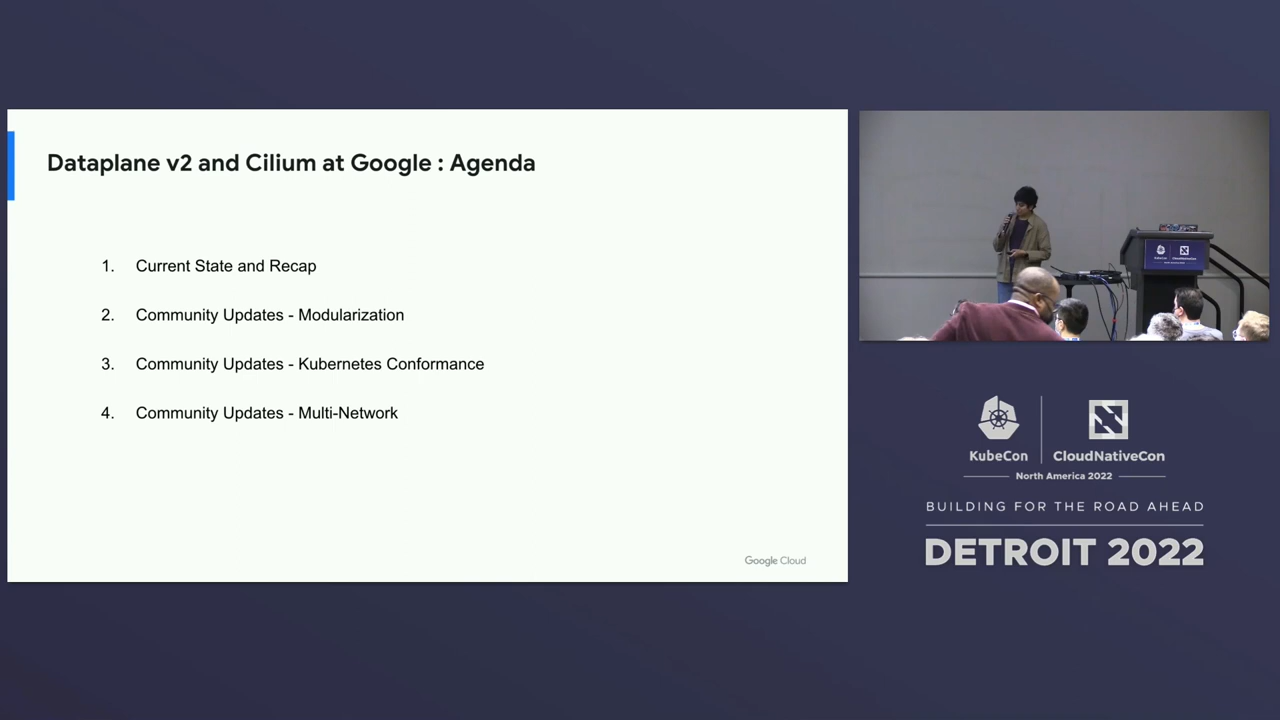 Dataplane v2 and Cilium at Google : Agenda
1. Current State and Recap
2. Community Updates - Modularization
3. Community Updates - Kubernetes Conformance
4. Community Updates - Multi-Network
Google Cloud
KubeCon
CloudNativeCon
North America 2022
BUILDING FOR THE ROAD AHEAD
DETROIT 2022